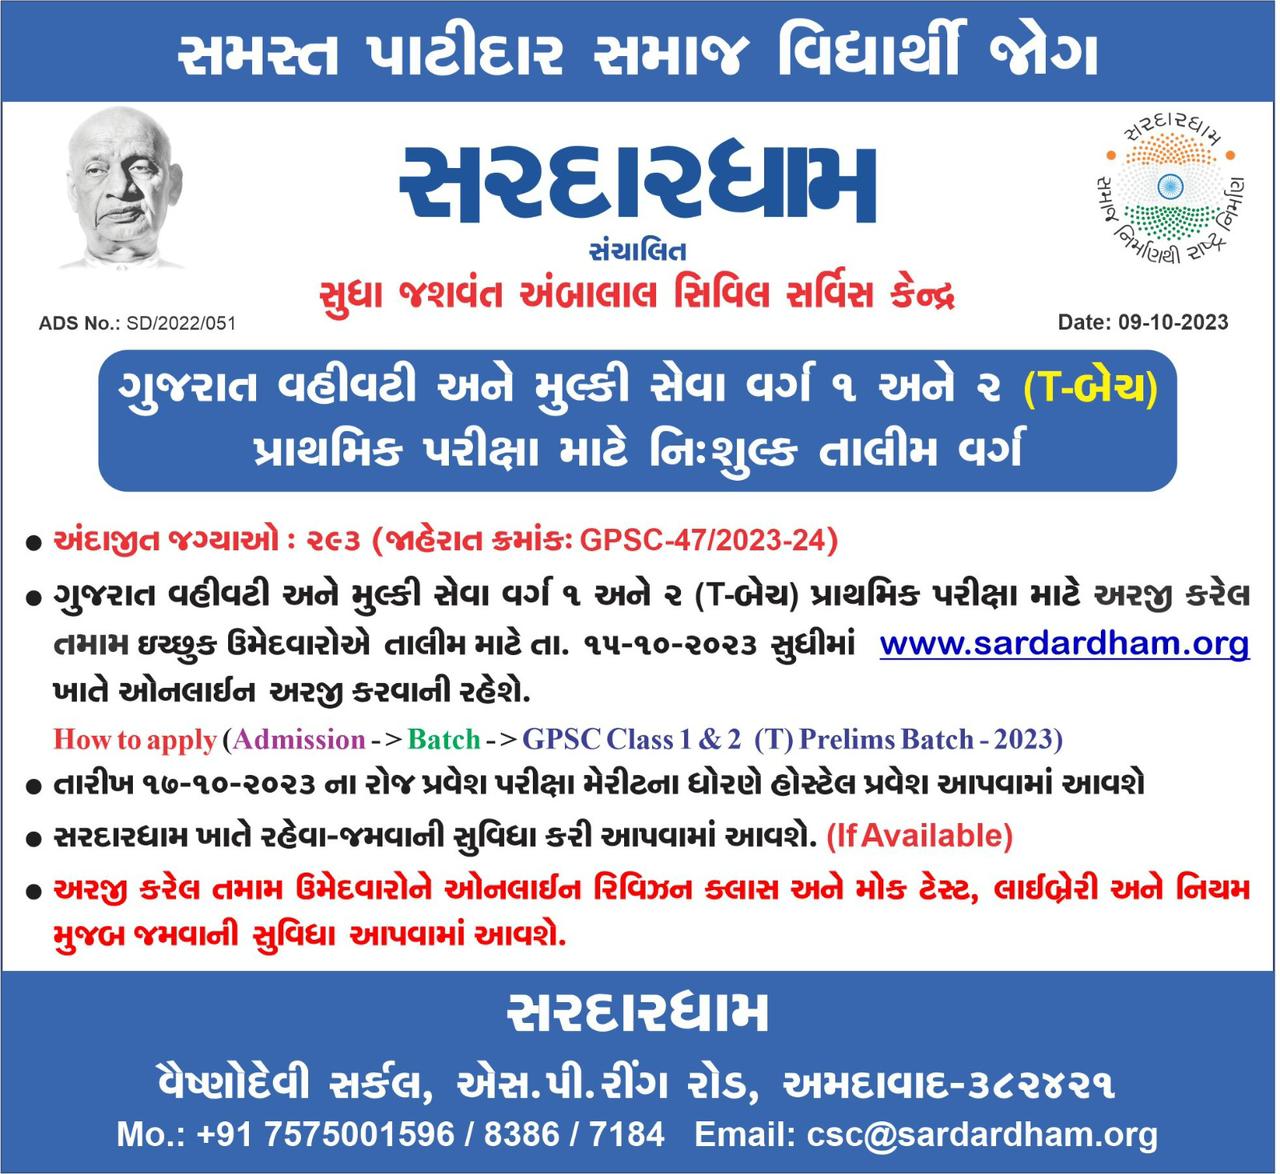 સમસ્ત પાટીદાર સમાજ વિદ્યાર્થી જોગ
સરદારધામ
સરદારધામ
સમાજ નિર્માણથી રાષ્ટ્ર નિર્માણ
સંચાલિત
સુધા જશવંત અંબાલાલ સિવિલ સર્વિસ કેન્દ્ર
ADS No.: SD/2022/051
Date: 09-10-2023
ગુજરાત વહીવટી અને મુલ્કી સેવા વર્ગ ૧ અને ૨ (T-બેચ)
પ્રાથમિક પરીક્ષા માટે નિઃશુલ્ક તાલીમ વર્ગ
• અંદાજીત જગ્યાઓ : ૨૯૩ (જાહેરાત ક્રમાંકઃ GPSC-47/2023-24)
• ગુજરાત વહીવટી અને મુલ્કી સેવા વર્ગ ૧ અને ૨ (T-બેચ) પ્રાથમિક પરીક્ષા માટે અરજી કરેલ
તમામ ઇચ્છુક ઉમેદવારોએ તાલીમ માટે તા. ૧૫-૧૦-૨૦૨૩ સુધીમાં www.sardardham.org
ખાતે ઓનલાઈન અરજી કરવાની રહેશે.
How to apply (Admission -> Batch -> GPSC Class 1 & 2 (T) Prelims Batch - 2023)
• તારીખ ૧૭-૧૦-૨૦૨૩ ના રોજ પ્રવેશ પરીક્ષા મેરીટના ધોરણે હોસ્ટેલ પ્રવેશ આપવામાં આવશે
• સરદારધામ ખાતે રહેવા-જમવાની સુવિધા કરી આપવામાં આવશે. (If Available)
• અરજી કરેલ તમામ ઉમેદવારોને ઓનલાઈન રિવિઝન ક્લાસ અને મોક ટેસ્ટ, લાઈબ્રેરી અને નિયમ
મુજબ જમવાની સુવિધા આપવામાં આવશે.
સરદારધામ
વૈષ્ણોદેવી સર્કલ, એસ.પી.રીંગ રોડ, અમદાવાદ-૩૮૨૪૨૧
Mo.: +91 7575001596 / 8386 / 7184 Email: csc@sardardham.org